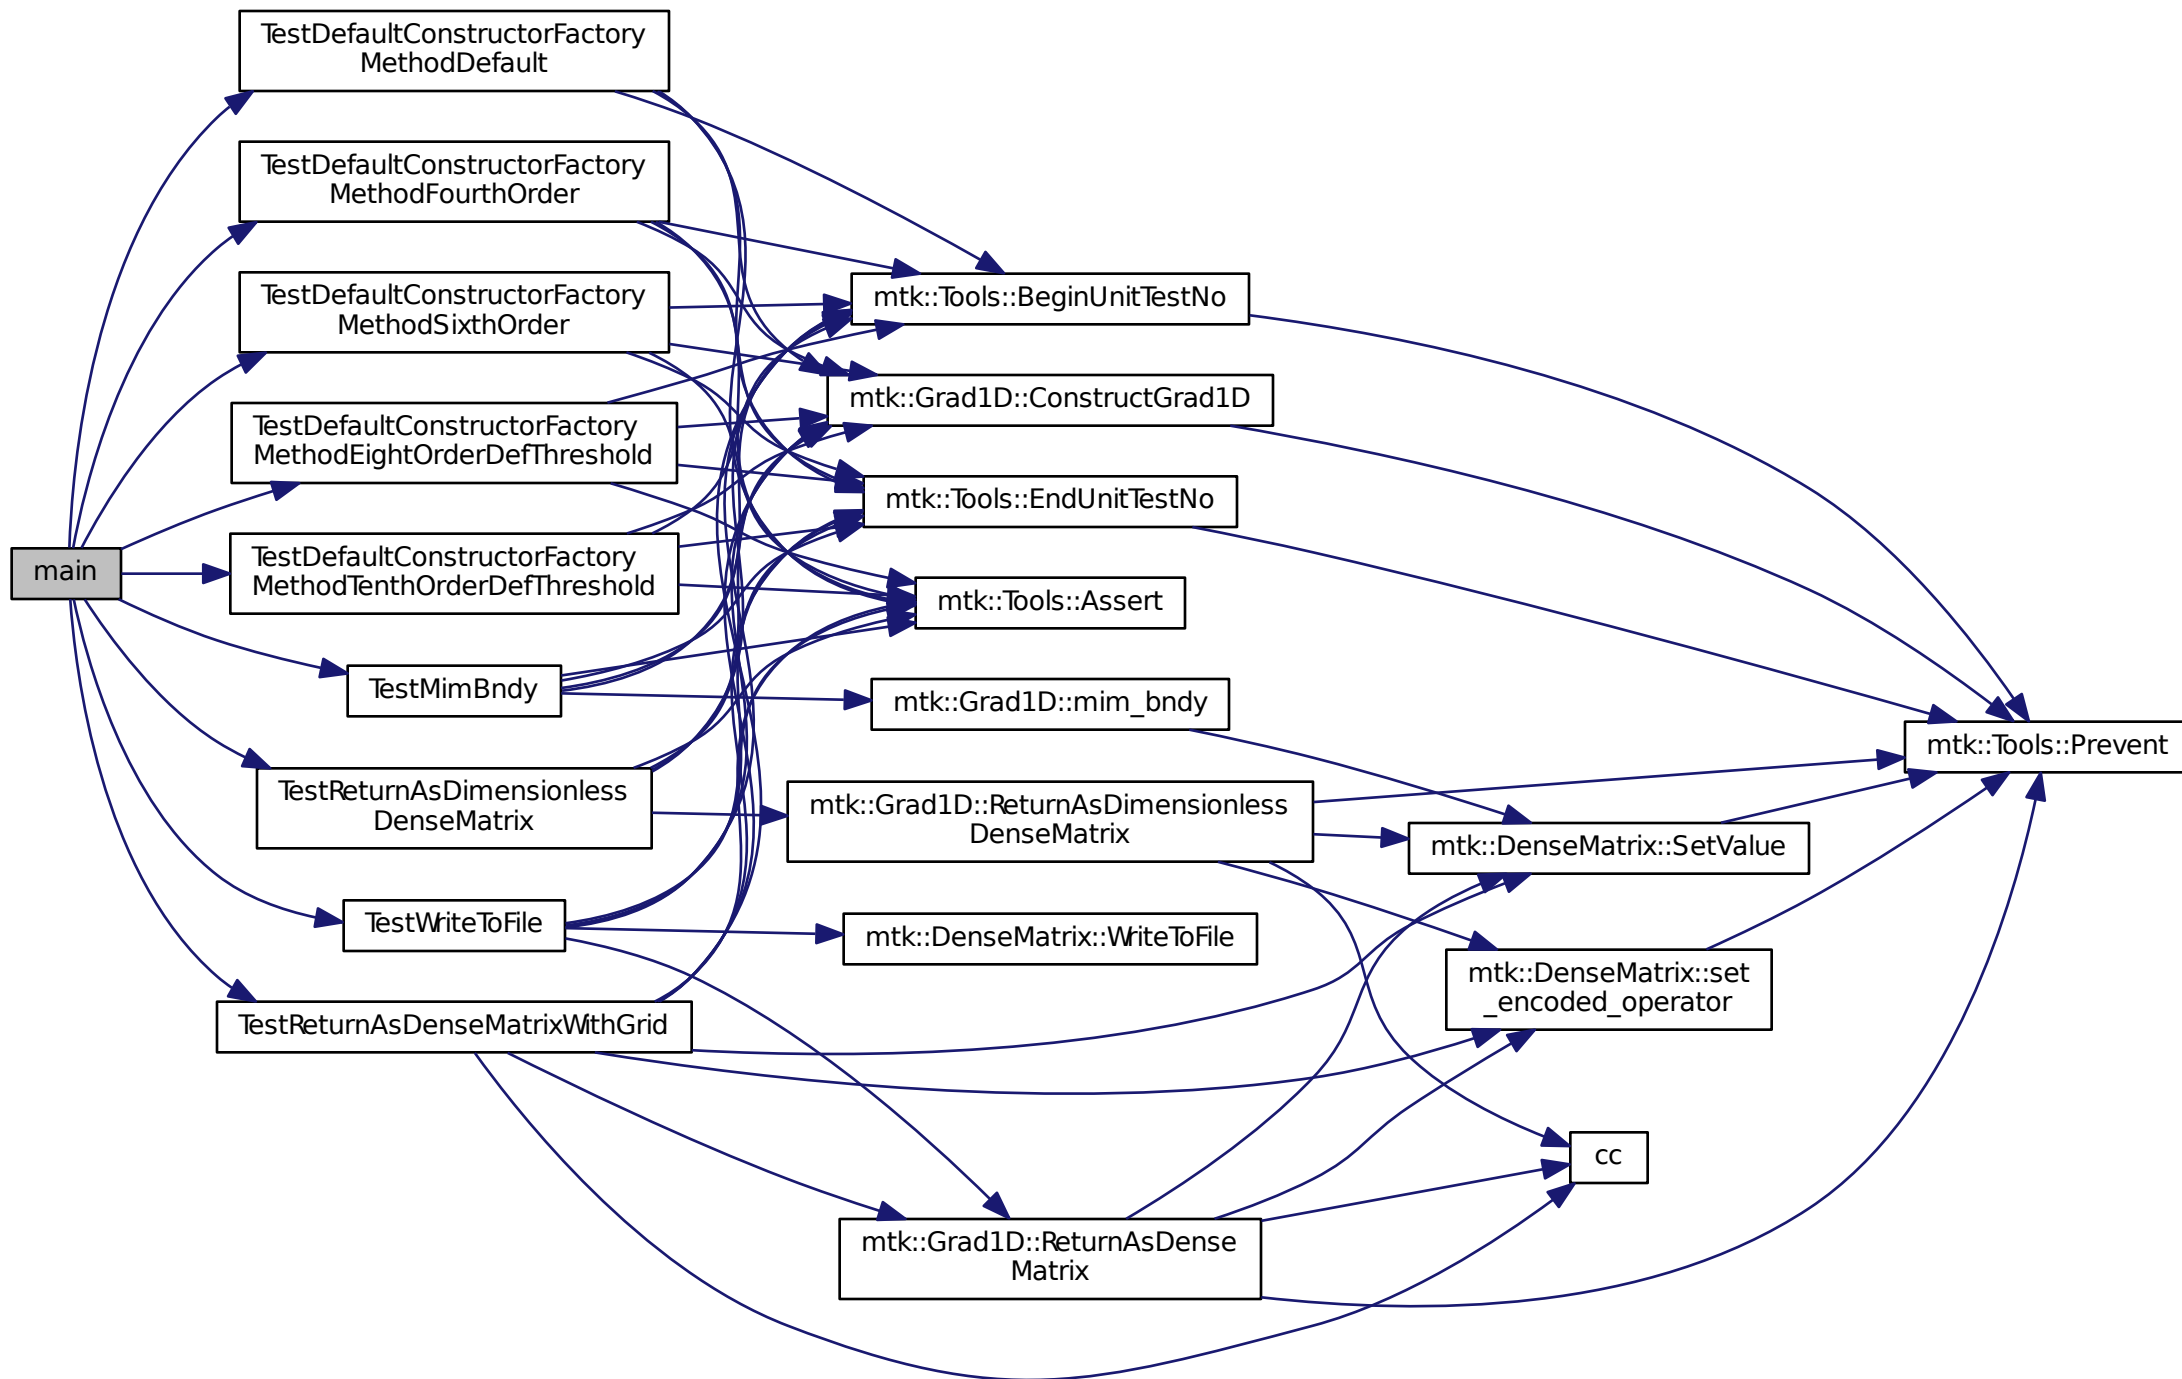 main
TestDefaultConstructorFactory
MethodDefault
TestDefaultConstructorFactory
MethodFourthOrder
TestDefaultConstructorFactory
MethodSixthOrder
TestDefaultConstructorFactory
MethodEightOrderDefThreshold
TestDefaultConstructorFactory
MethodTenthOrderDefThreshold
TestMimBndy
TestReturnAsDimensionless
DenseMatrix
TestWriteToFile
TestReturnAsDenseMatrixWithGrid
mtk::Tools::BeginUnitTestNo
mtk::Grad1D::ConstructGrad1D
mtk::Tools::EndUnitTestNo
mtk::Tools::Assert
mtk::Grad1D::mim_bndy
mtk::Grad1D::ReturnAsDimensionless
DenseMatrix
mtk::DenseMatrix::WriteToFile
mtk::Grad1D::ReturnAsDense
Matrix
mtk::DenseMatrix::SetValue
mtk::DenseMatrix::set
_encoded_operator
cc
mtk::Tools::Prevent